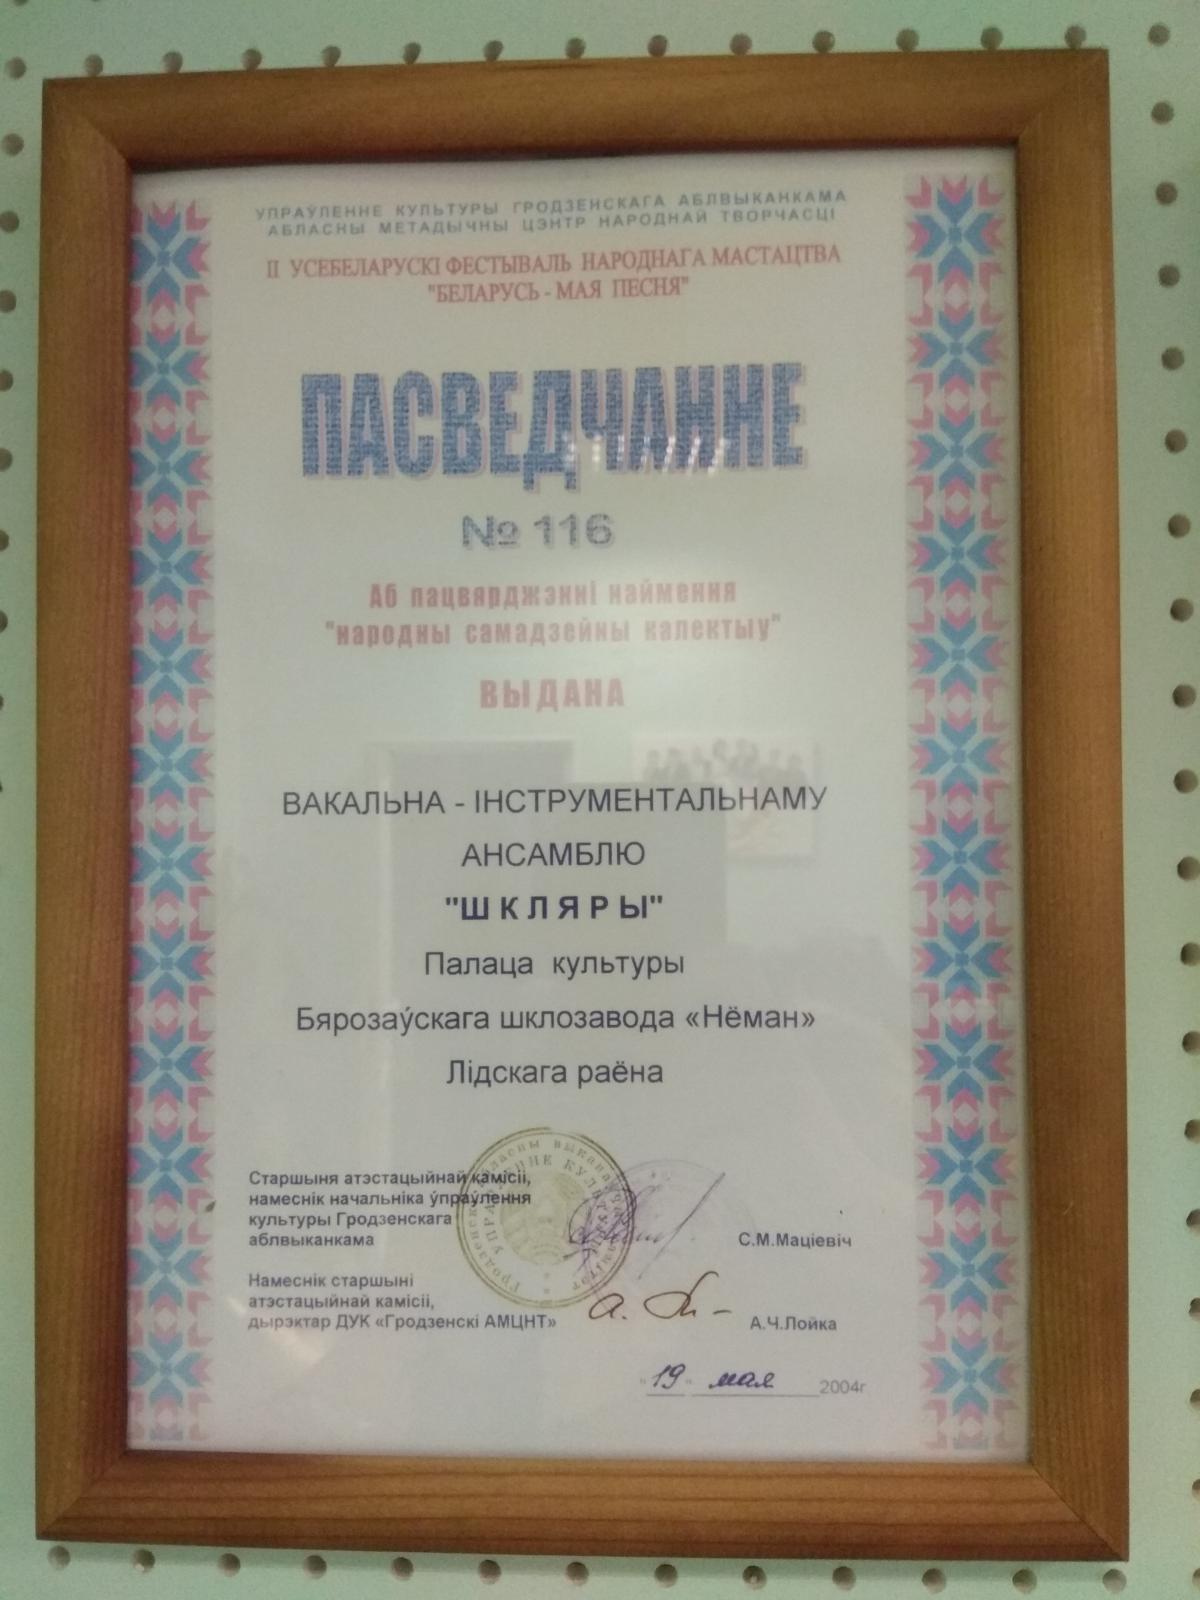 УПРАЎЛЕННЕ КУЛЬТУРЫ ГРОДЗЕНСКАГА АБЛВЫКАНКАМА
АБЛАСНЫ МЕТАДЫЧНЫ ЦЭНТР НАРОДНАЙ ТВОРЧАСЦІ
II УСЕБЕЛАРУСКІ ФЕСТЫВАЛЬ НАРОДНАГА МАСТАЦТВА
"БЕЛАРУСЬ - МАЯ ПЕСНЯ"
ПАСВЕДЧАННЕ
№ 116
Аб пацвярджэнні наймення
"народны самадзейны калектыу"
ВЫДАНА
ВАКАЛЬНА - ІНСТРУМЕНТАЛЬНАМУ
АНСАМБЛЮ
"Ш К Л Я Р Ы"
Палаца культуры
Бярозаўскага шклозавода «Нёман»
Лідскага раёна
Старшыня атэстацыйнай камісіі,
намеснік начальніка ўпраўлення
культуры Гродзенскага
аблвыканкама
С.М.Маціевіч
Намеснік старшыні
атэстацыйнай камісіі,
дырэктар ДУК «Гродзенскі АМЦНТ»
А.Ч.Лойка
"19" мая 2004г